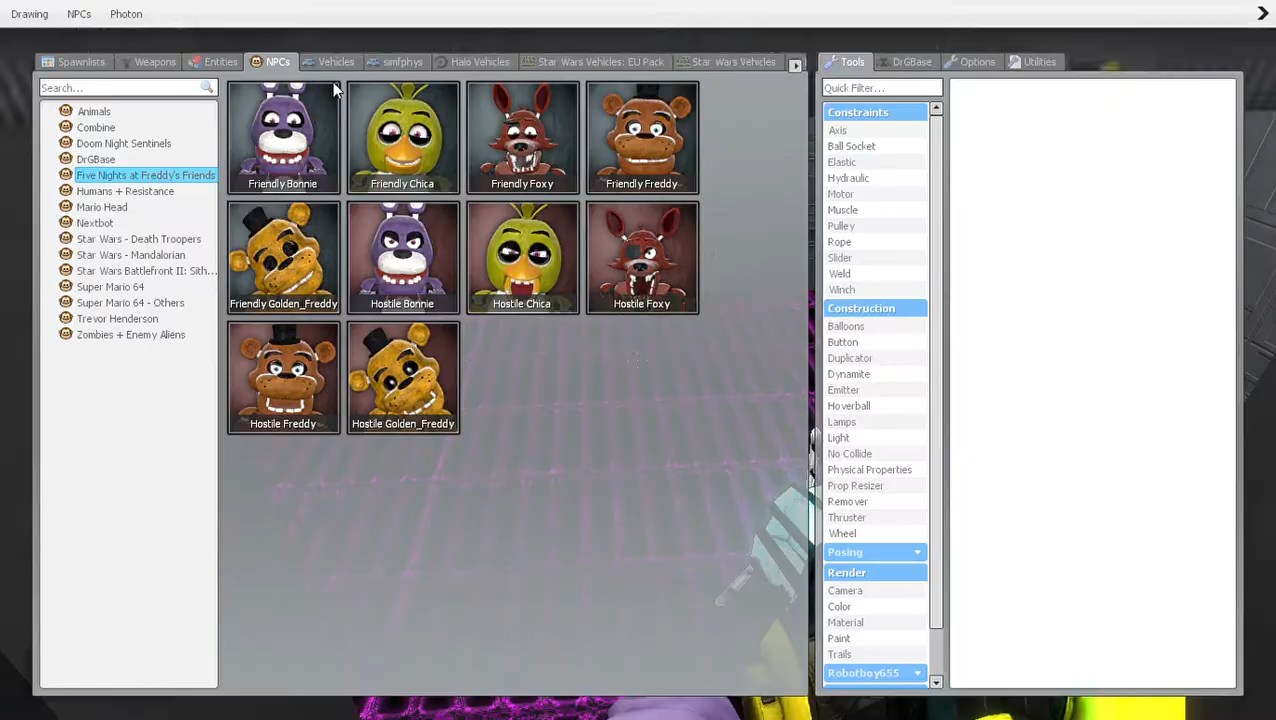 Drawing NPCs Photon
Spawnlists Weapons Entities NPCs Vehicles simfphys Halo Vehicles Star Wars Vehicles: EU Pack Star Wars Vehicles
Tools DrGBase Options Utilities
Search...
Animals
Combine
Doom Night Sentinels
DrGBase
Five Nights at Freddy's Friends
Humans + Resistance
Mario Head
Nextbot
Star Wars - Death Troopers
Star Wars - Mandalorian
Star Wars Battlefront II: Sith...
Super Mario 64
Super Mario 64 - Others
Trevor Henderson
Zombies + Enemy Aliens
Friendly Bonnie Friendly Chica Friendly Foxy Friendly Freddy
Friendly Golden_Freddy Hostile Bonnie Hostile Chica Hostile Foxy
Hostile Freddy Hostile Golden_Freddy
Quick Filter...
Constraints
Axis
Ball Socket
Elastic
Hydraulic
Motor
Muscle
Pulley
Rope
Slider
Weld
Winch
Construction
Balloons
Button
Duplicator
Dynamite
Emitter
Hoverball
Lamps
Light
No Collide
Physical Properties
Prop Resizer
Remover
Thruster
Wheel
Posing
Render
Camera
Color
Material
Paint
Trails
Robotboy655